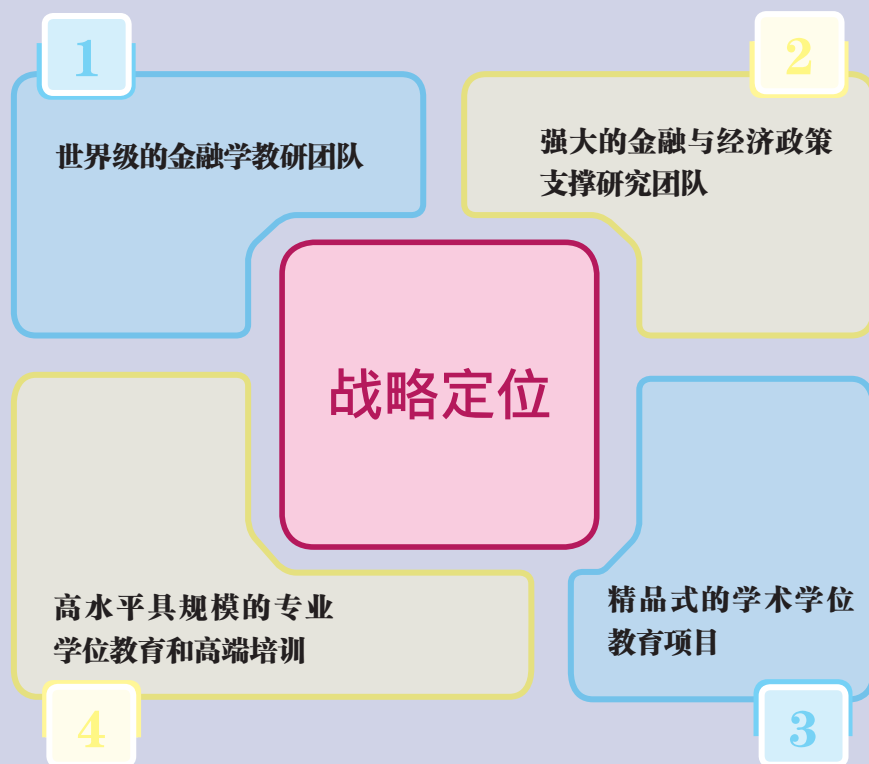 1
世界级的金融学教研团队
2
强大的金融与经济政策
支撑研究团队
战略定位
精品式的学术学位
教育项目
3
高水平具规模的专业
学位教育和高端培训
4